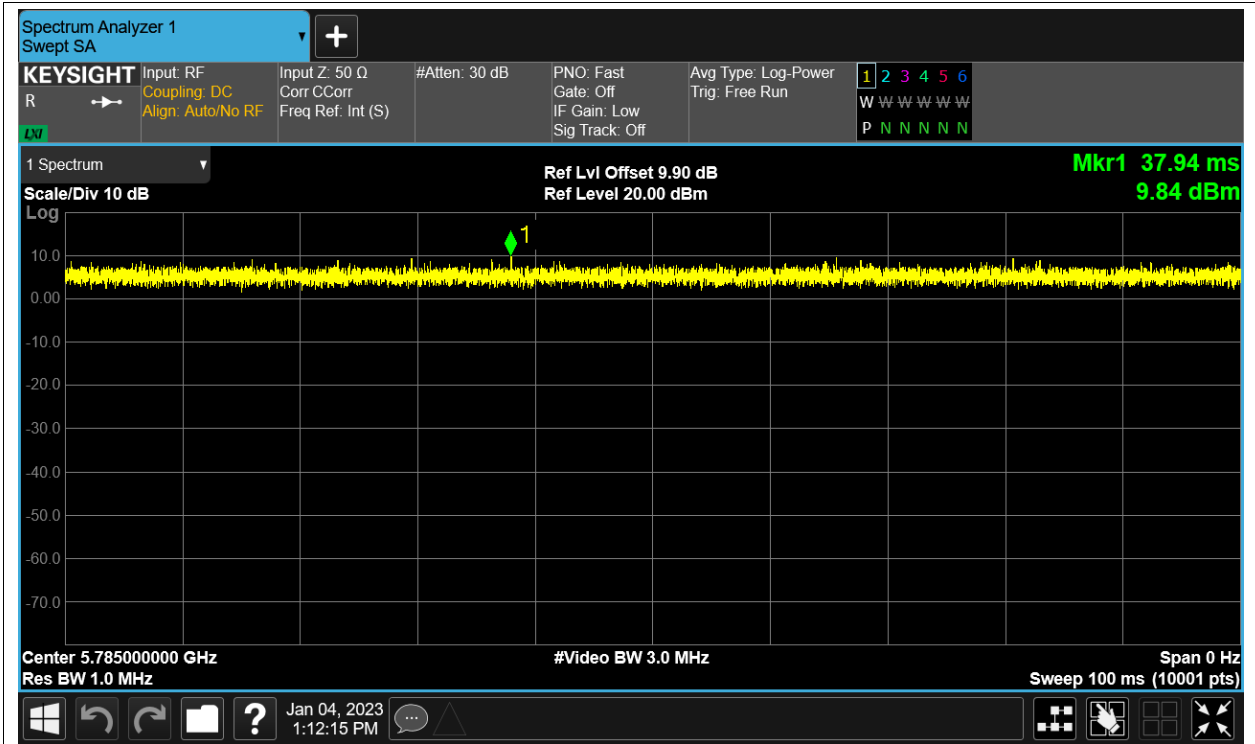 Spectrum Analyzer 1
Swept SA
KEYSIGHT
R
LXI
Input: RF
Coupling: DC
Align: Auto/No RF
Input Z: 50 Ω
Corr CCorr
Freq Ref: Int (S)
#Atten: 30 dB
PNO: Fast
Gate: Off
IF Gain: Low
Sig Track: Off
Avg Type: Log-Power
Trig: Free Run
1 2 3 4 5 6
W W W W W W
P N N N N N
1 Spectrum
Scale/Div 10 dB
Log
Ref Lvl Offset 9.90 dB
Ref Level 20.00 dBm
Mkr1 37.94 ms
9.84 dBm
1
10.0
0.00
-10.0
-20.0
-30.0
-40.0
-50.0
-60.0
-70.0
Center 5.785000000 GHz
Res BW 1.0 MHz
#Video BW 3.0 MHz
Span 0 Hz
Sweep 100 ms (10001 pts)
?
Jan 04, 2023
1:12:15 PM